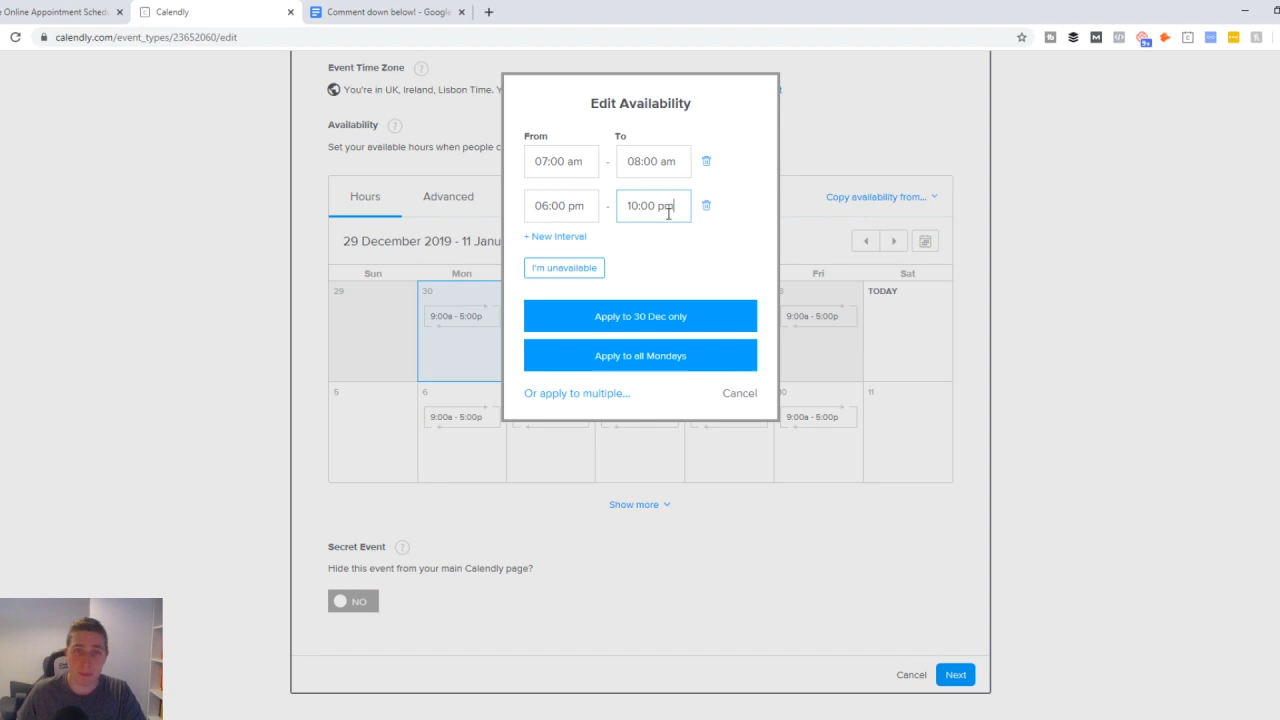 e Online Appointment Schedu
Calendly
Comment down below! - Google
calendly.com/event_types/23652060/edit
9+
Event Time Zone ?
You're in UK, Ireland, Lisbon Time. Y
Availability ?
Set your available hours when people c
Hours
Advanced
Copy availability from...
29 December 2019 - 11 Janu
Sun
Mon
Fri
Sat
29
30
TODAY
9:00a - 5:00p
9:00a - 5:00p
5
6
11
9:00a - 5:00p
9:00a - 5:00p
Show more
Edit Availability
From
To
07:00 am - 08:00 am
06:00 pm - 10:00 pm
+ New Interval
I'm unavailable
Apply to 30 Dec only
Apply to all Mondays
Or apply to multiple...
Cancel
Secret Event ?
Hide this event from your main Calendly page?
NO
Cancel
Next